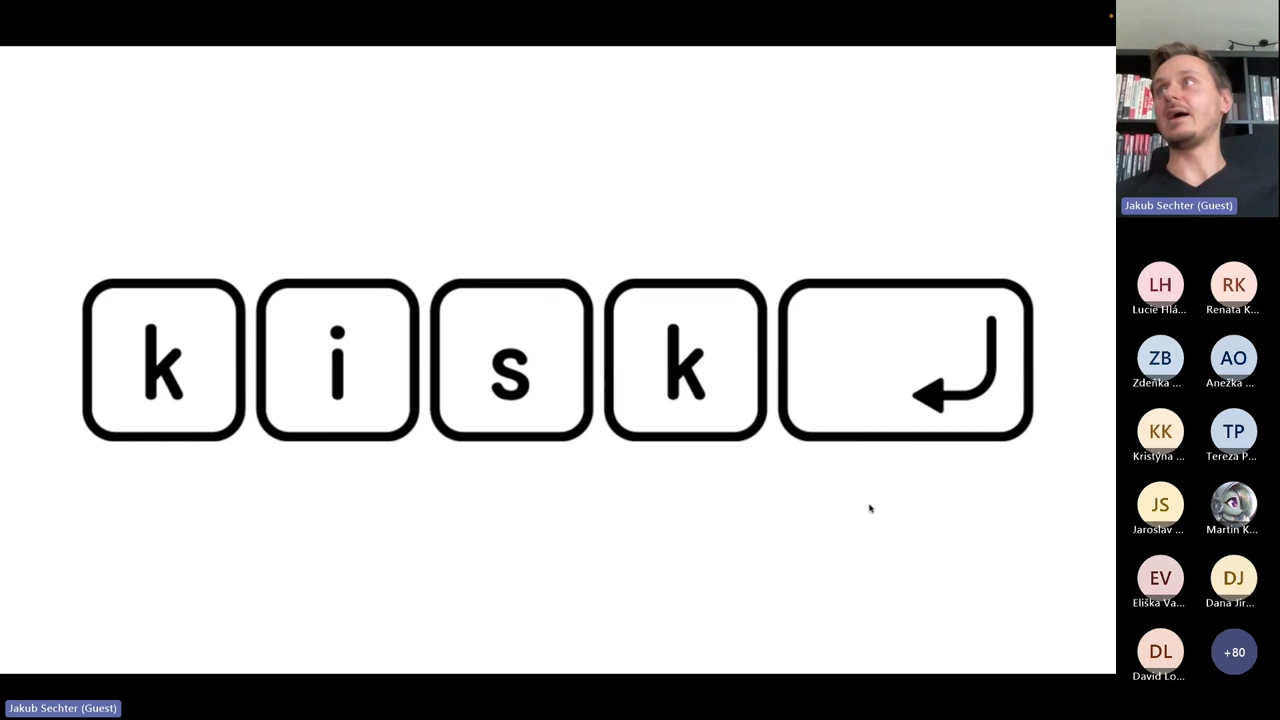 k i s k
Jakub Sechter (Guest)
LH RK
Lucie Hlá... Renata K...
ZB AO
Zdeňka ... Anežka ...
KK TP
Kristýna ... Tereza P...
JS
Jaroslav ... Martin K...
EV DJ
Eliška Va... Dana Jir...
DL +80
David Lo...
Jakub Sechter (Guest)